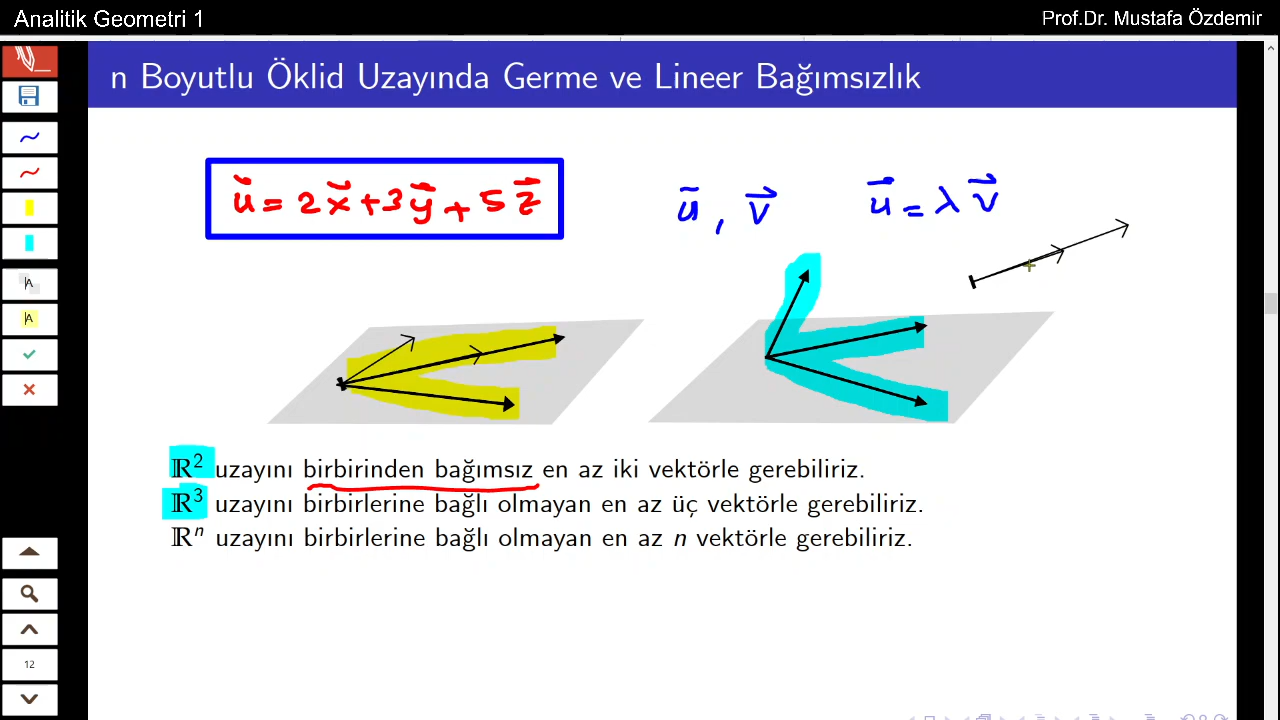 Analitik Geometri 1
Prof.Dr. Mustafa Özdemir
n Boyutlu Öklid Uzayında Germe ve Lineer Bağımsızlık
u⃗ = 2x⃗ + 3y⃗ + 5z⃗
u⃗, v⃗
u⃗ = λv⃗
ℝ² uzayını birbirinden bağımsız en az iki vektörle gerebiliriz.
ℝ³ uzayını birbirlerine bağlı olmayan en az üç vektörle gerebiliriz.
ℝⁿ uzayını birbirlerine bağlı olmayan en az n vektörle gerebiliriz.
A
A
12